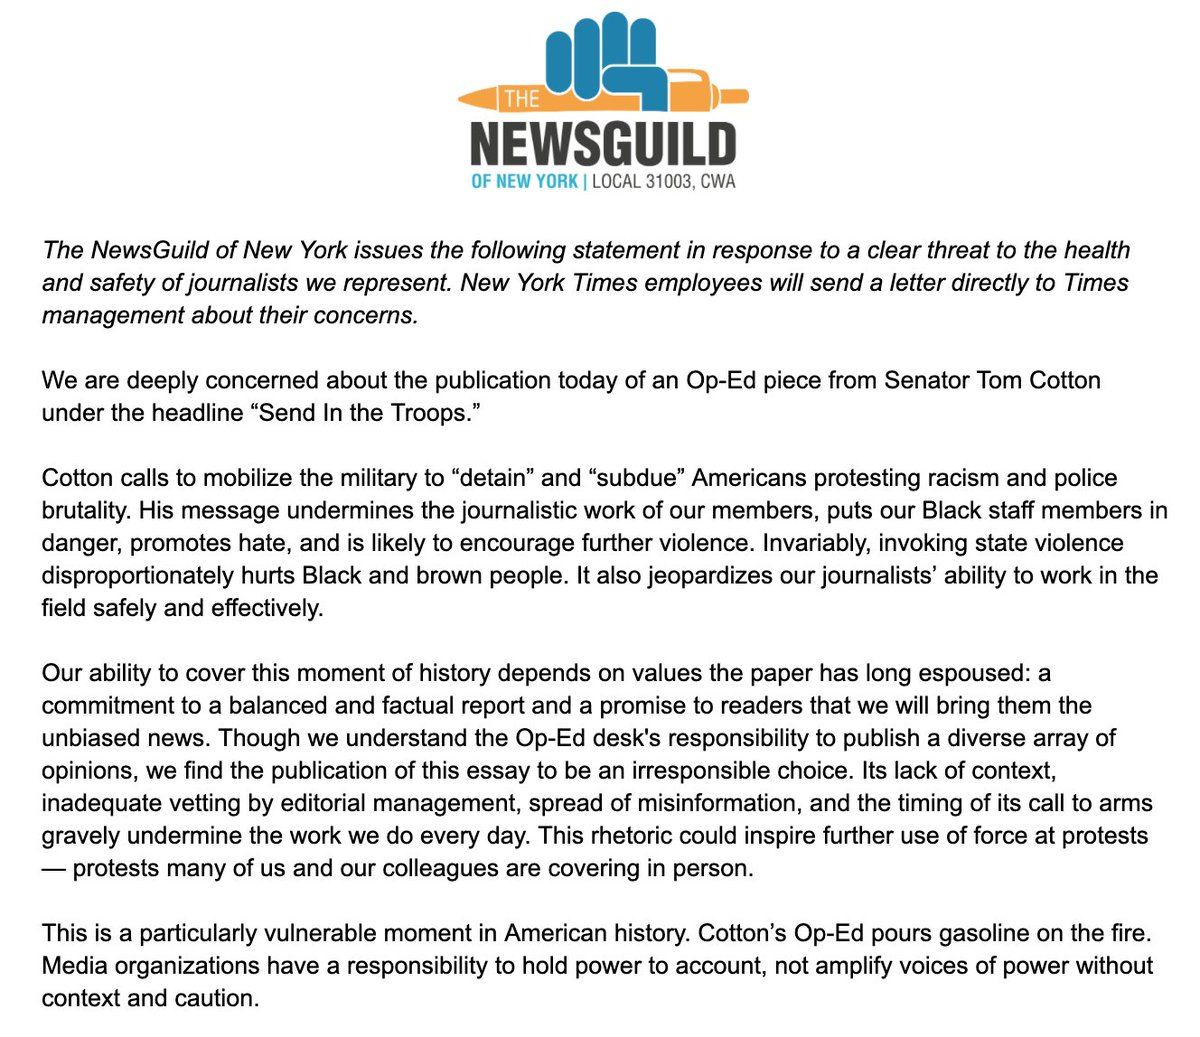 THE
NEWSGUILD
OF NEW YORK | LOCAL 31003, CWA
The NewsGuild of New York issues the following statement in response to a clear threat to the health
and safety of journalists we represent. New York Times employees will send a letter directly to Times
management about their concerns.
We are deeply concerned about the publication today of an Op-Ed piece from Senator Tom Cotton
under the headline “Send In the Troops.”
Cotton calls to mobilize the military to “detain” and “subdue” Americans protesting racism and police
brutality. His message undermines the journalistic work of our members, puts our Black staff members in
danger, promotes hate, and is likely to encourage further violence. Invariably, invoking state violence
disproportionately hurts Black and brown people. It also jeopardizes our journalists’ ability to work in the
field safely and effectively.
Our ability to cover this moment of history depends on values the paper has long espoused: a
commitment to a balanced and factual report and a promise to readers that we will bring them the
unbiased news. Though we understand the Op-Ed desk's responsibility to publish a diverse array of
opinions, we find the publication of this essay to be an irresponsible choice. Its lack of context,
inadequate vetting by editorial management, spread of misinformation, and the timing of its call to arms
gravely undermine the work we do every day. This rhetoric could inspire further use of force at protests
— protests many of us and our colleagues are covering in person.
This is a particularly vulnerable moment in American history. Cotton’s Op-Ed pours gasoline on the fire.
Media organizations have a responsibility to hold power to account, not amplify voices of power without
context and caution.